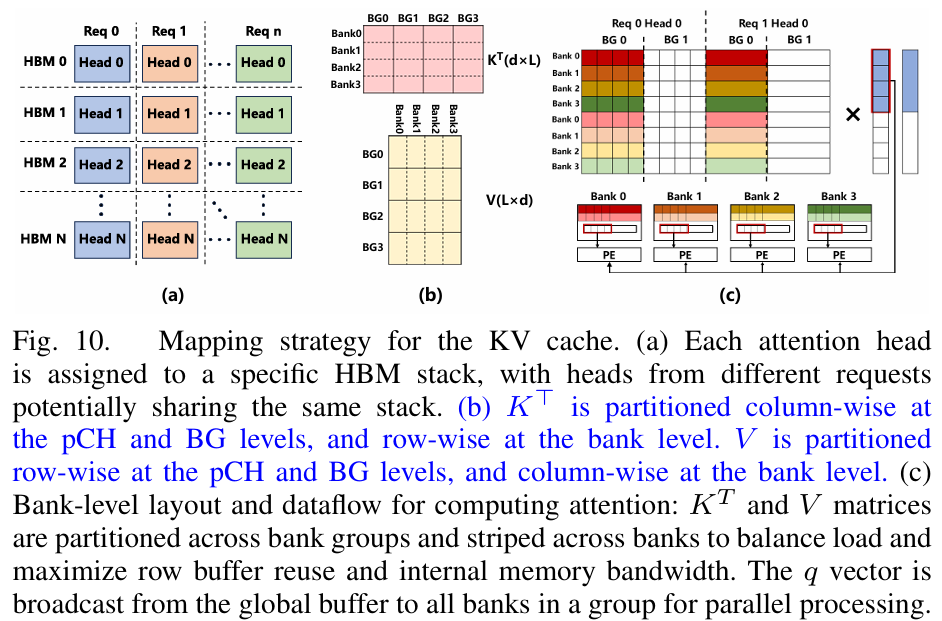 Req 0 Req 1 Req n
HBM 0 Head 0 Head 0 Head 0
HBM 1 Head 1 Head 1 Head 1
HBM 2 Head 2 Head 2 Head 2
HBM N Head N Head N Head N
(a)
BG0 BG1 BG2 BG3
Bank0
Bank1
Bank2
Bank3
K^T(d×L)
Bank0 Bank1 Bank2 Bank3
BG0
BG1
BG2
BG3
V(L×d)
(b)
Req 0 Head 0 Req 1 Head 0
BG 0 BG 1 BG 0 BG 1
Bank 0
Bank 1
Bank 2
Bank 3
Bank 0
Bank 1
Bank 2
Bank 3
×
Bank 0 Bank 1 Bank 2 Bank 3
PE PE PE PE
(c)
Fig. 10. Mapping strategy for the KV cache. (a) Each attention head
is assigned to a specific HBM stack, with heads from different requests
potentially sharing the same stack. (b) K^⊤ is partitioned column-wise at
the pCH and BG levels, and row-wise at the bank level. V is partitioned
row-wise at the pCH and BG levels, and column-wise at the bank level. (c)
Bank-level layout and dataflow for computing attention: K^T and V matrices
are partitioned across bank groups and striped across banks to balance load and
maximize row buffer reuse and internal memory bandwidth. The q vector is
broadcast from the global buffer to all banks in a group for parallel processing.